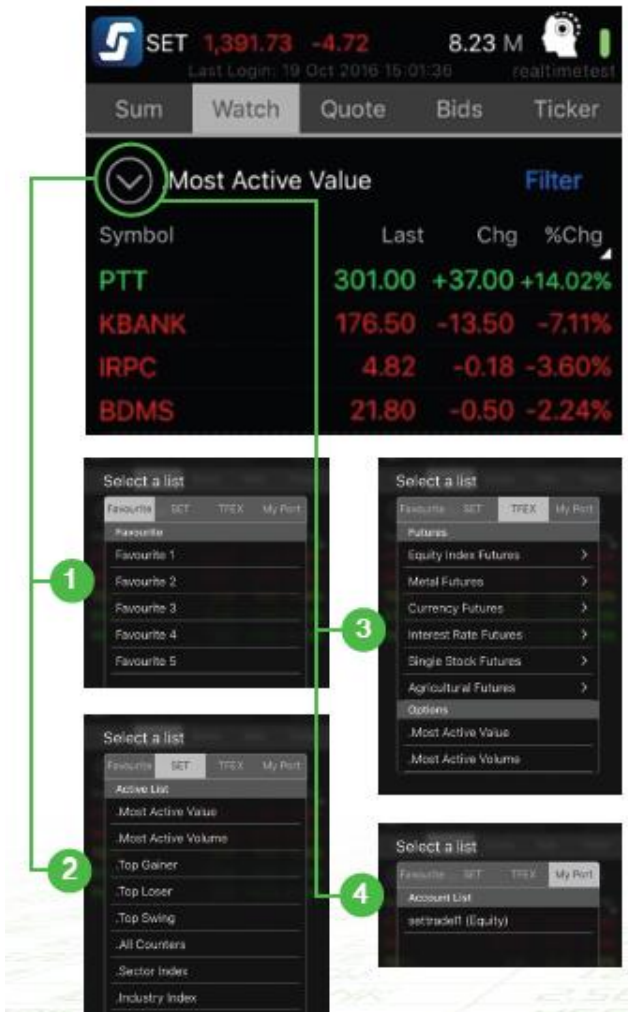 SET 1,391.73 -4.72 8.23 M
Last Login: 19 Oct 2016 15:01:36 realtimetest
Sum Watch Quote Bids Ticker
.Most Active Value Filter
Symbol Last Chg %Chg
PTT 301.00 +37.00 +14.02%
KBANK 176.50 -13.50 -7.11%
IRPC 4.82 -0.18 -3.60%
BDMS 21.80 -0.50 -2.24%
1
Select a list
Favourite SET TFEX My Port
Favourite
Favourite 1
Favourite 2
Favourite 3
Favourite 4
Favourite 5
2
Select a list
Favourite SET TFEX My Port
Active List
.Most Active Value
.Most Active Volume
.Top Gainer
.Top Loser
.Top Swing
.All Counters
.Sector Index
.Industry Index
3
Select a list
Favourite SET TFEX My Port
Futures
Equity Index Futures >
Metal Futures >
Currency Futures >
Interest Rate Futures >
Single Stock Futures >
Agricultural Futures >
Options
.Most Active Value
.Most Active Volume
4
Select a list
Favourite SET TFEX My Port
Account List
(Equity)